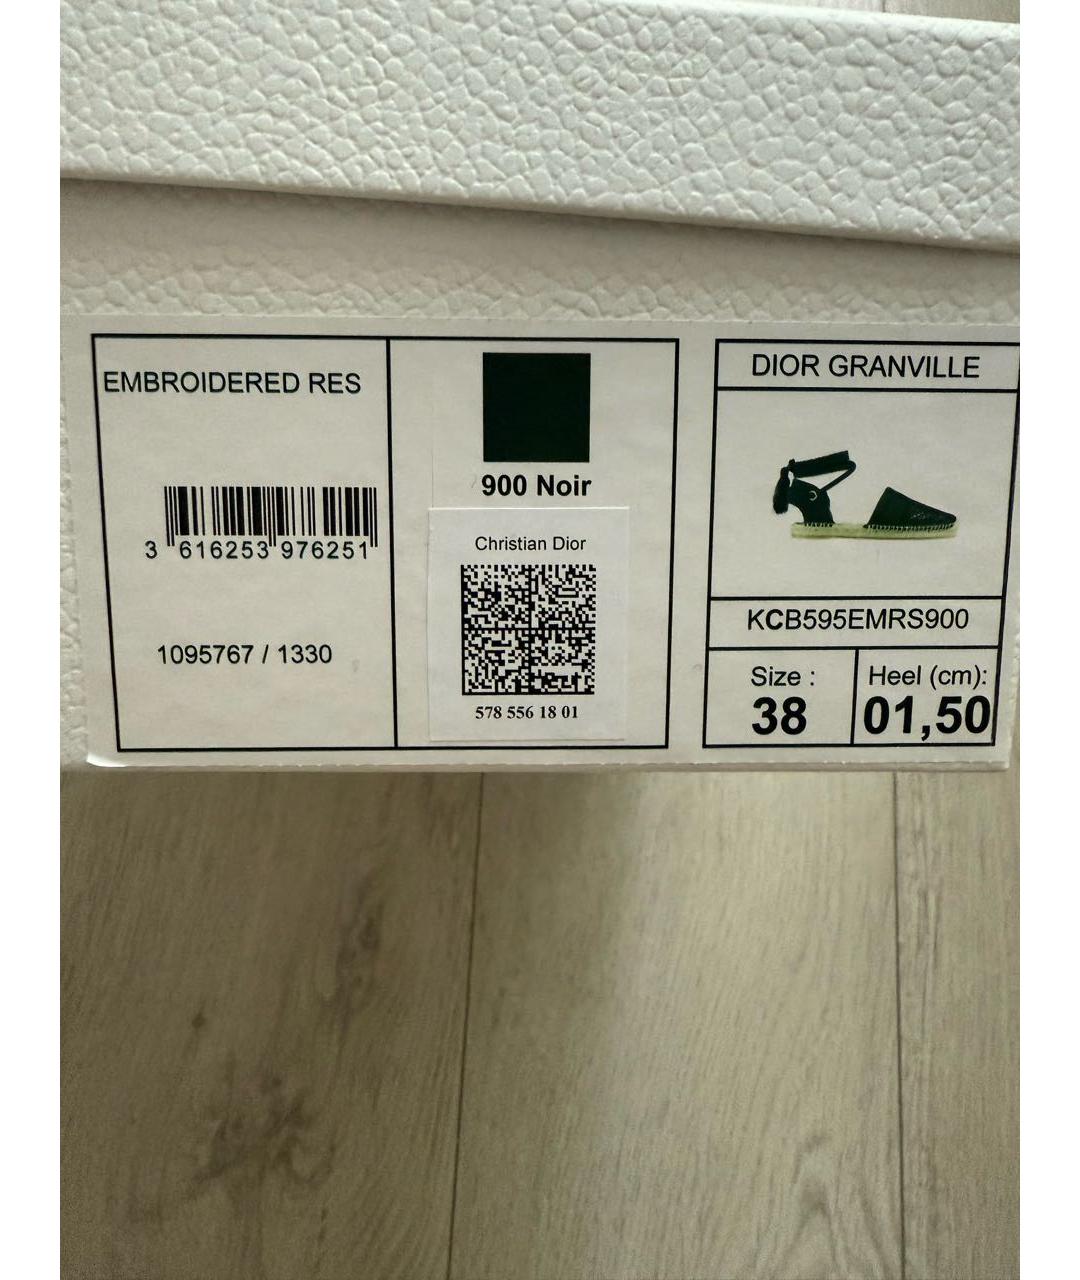 EMBROIDERED RES
3 616253 976251
1095767 / 1330
900 Noir
Christian Dior
578 556 18 01
DIOR GRANVILLE
KCB595EMRS900
Size :
38
Heel (cm):
01,50